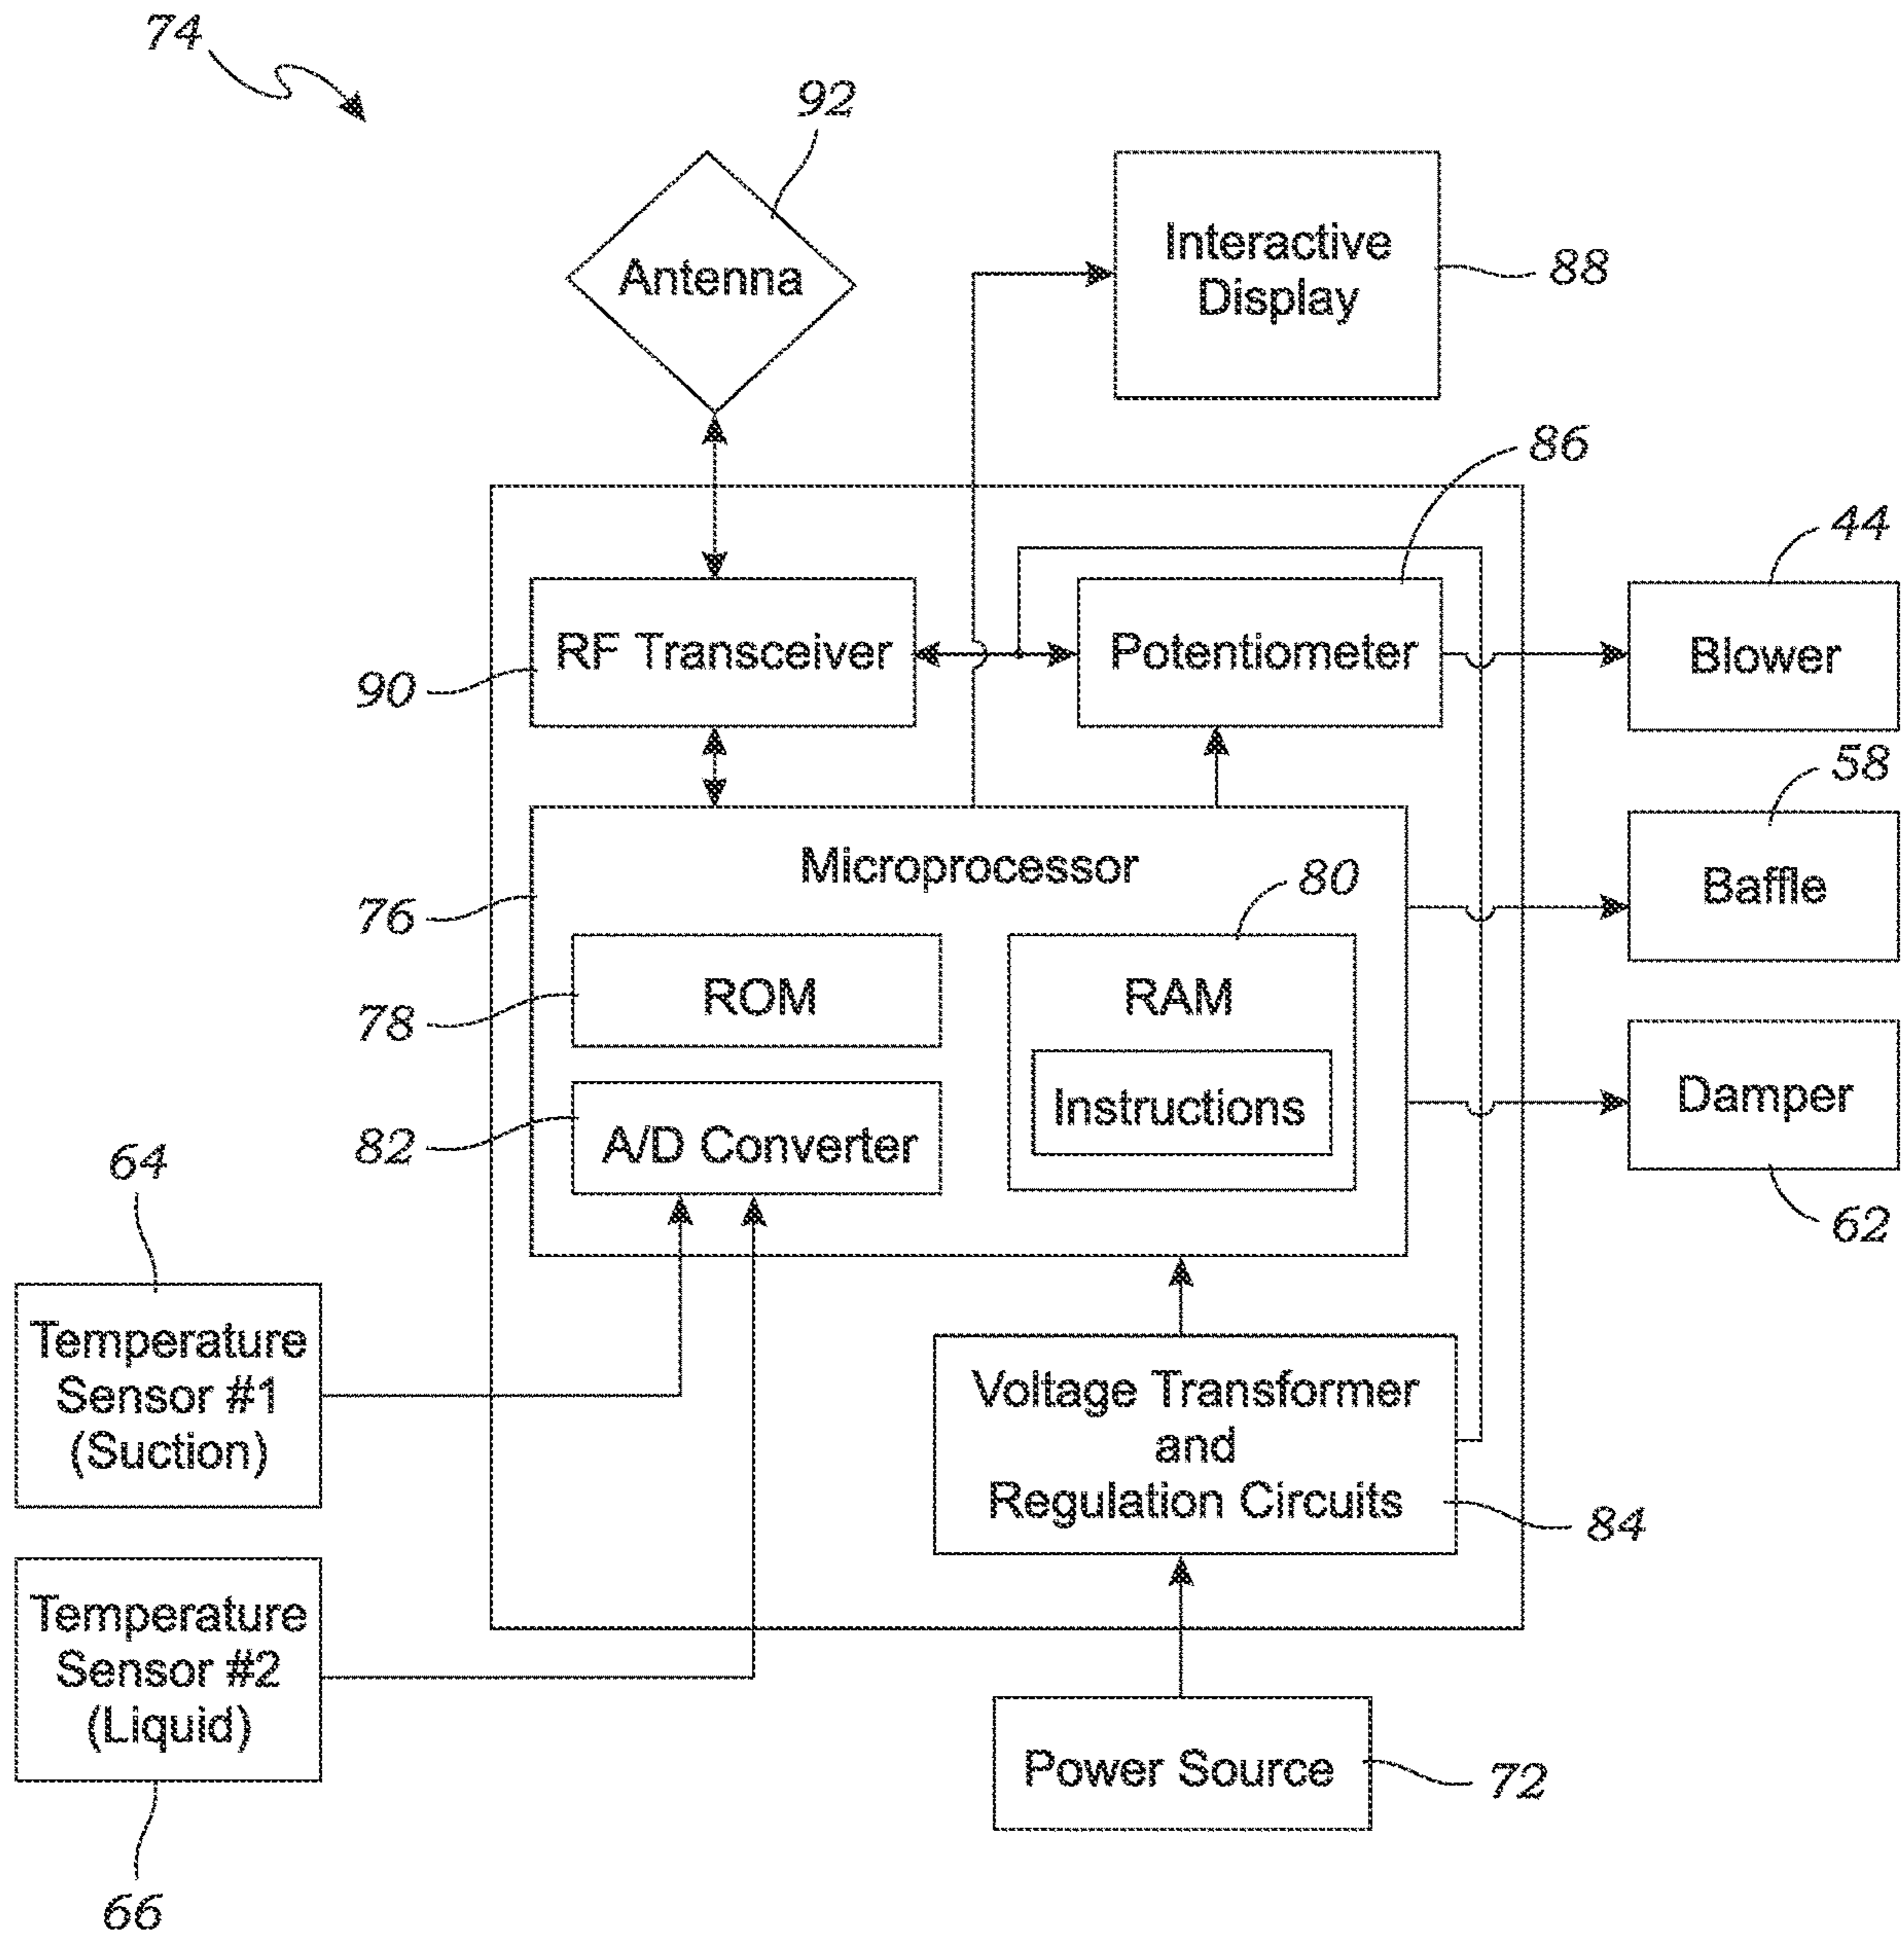 74
92
Antenna
Interactive
Display
88
86
44
RF Transceiver
Potentiometer
Blower
90
58
Microprocessor
80
Baffle
76
ROM
RAM
78
Instructions
Damper
82
A/D Converter
64
62
Temperature
Sensor #1
(Suction)
Voltage Transformer
and
Regulation Circuits
84
Temperature
Sensor #2
(Liquid)
Power Source
72
66